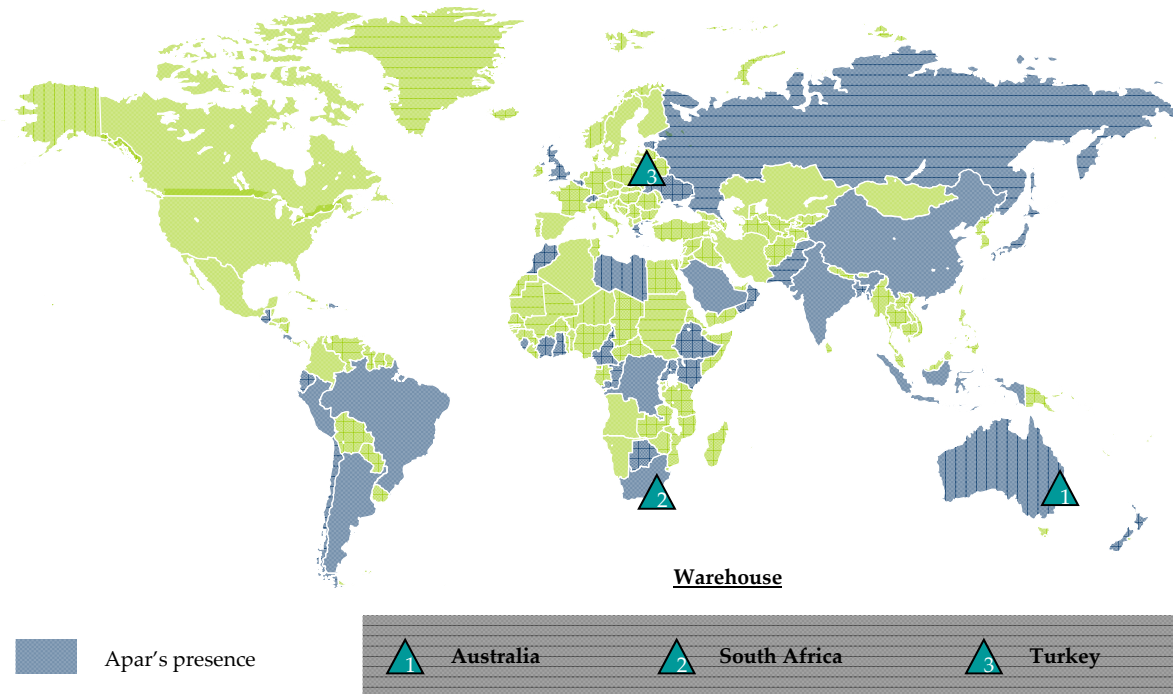 3
1
2
Warehouse
Apar’s presence
1 Australia
2 South Africa
3 Turkey